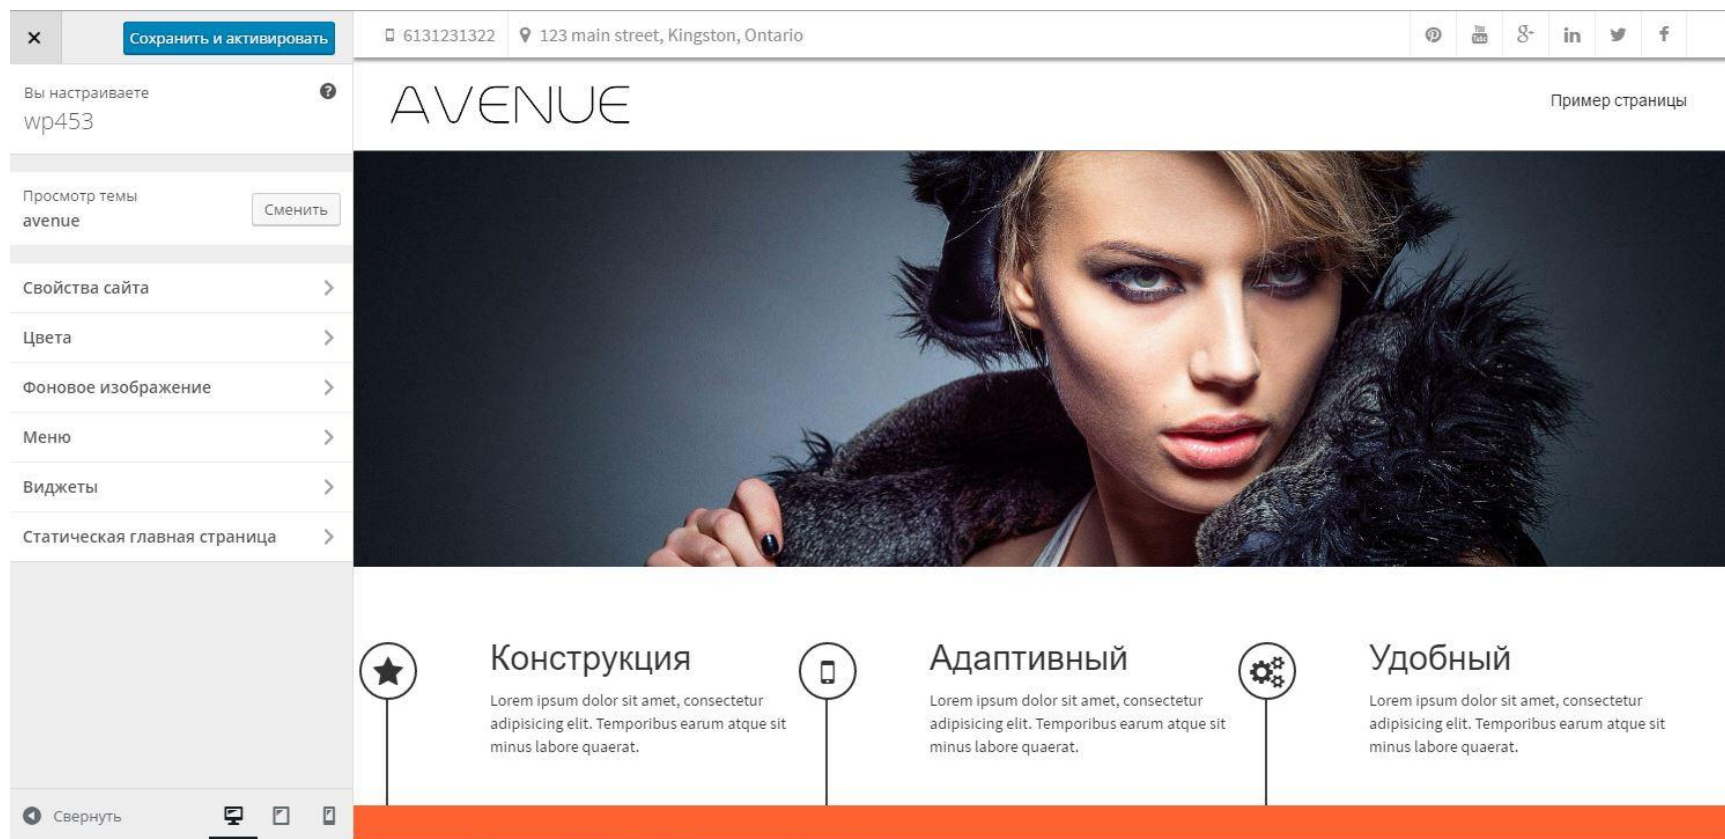 Сохранить и активировать
Вы настраиваете
wp453
Просмотр темы
avenue
Сменить
Свойства сайта
Цвета
Фоновое изображение
Меню
Виджеты
Статическая главная страница
Свернуть
6131231322 123 main street, Kingston, Ontario
You Tube 8+ in f
AVENUE
Пример страницы
Конструкция
Lorem ipsum dolor sit amet, consectetur
adipisicing elit. Temporibus earum atque sit
minus labore quaerat.
Адаптивный
Lorem ipsum dolor sit amet, consectetur
adipisicing elit. Temporibus earum atque sit
minus labore quaerat.
Удобный
Lorem ipsum dolor sit amet, consectetur
adipisicing elit. Temporibus earum atque sit
minus labore quaerat.